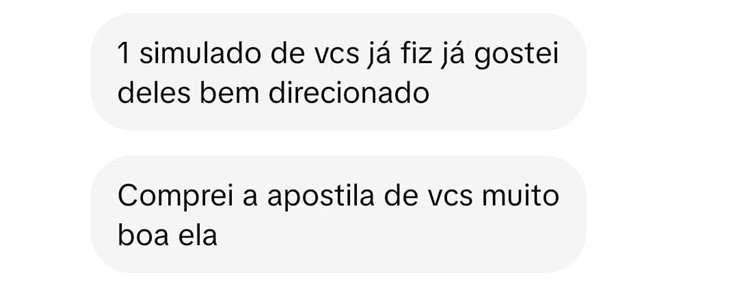 1 simulado de vcs já fiz já gostei
deles bem direcionado
Comprei a apostila de vcs muito
boa ela